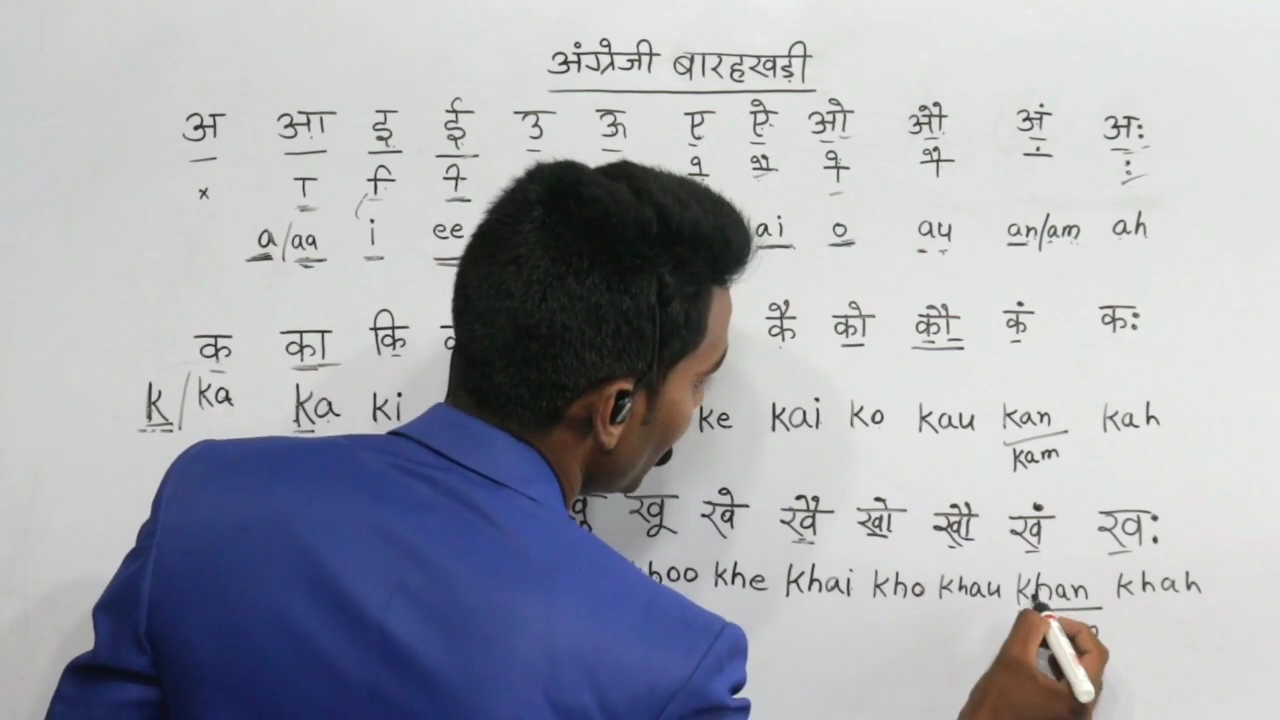 अंग्रेजी बारहखड़ी
अ आ इ ई उ ऊ ए ऐ ओ औ अं अः
× ा ि ी े ै ो ौ ं ः
a/aa i ee ai o au an/am ah
क का कि कै को कौ कं कः
k/ka ka ki ke kai ko kau kan kah
kam
खू खे खै खो खौ खं खः
khe khai kho khau khan khah